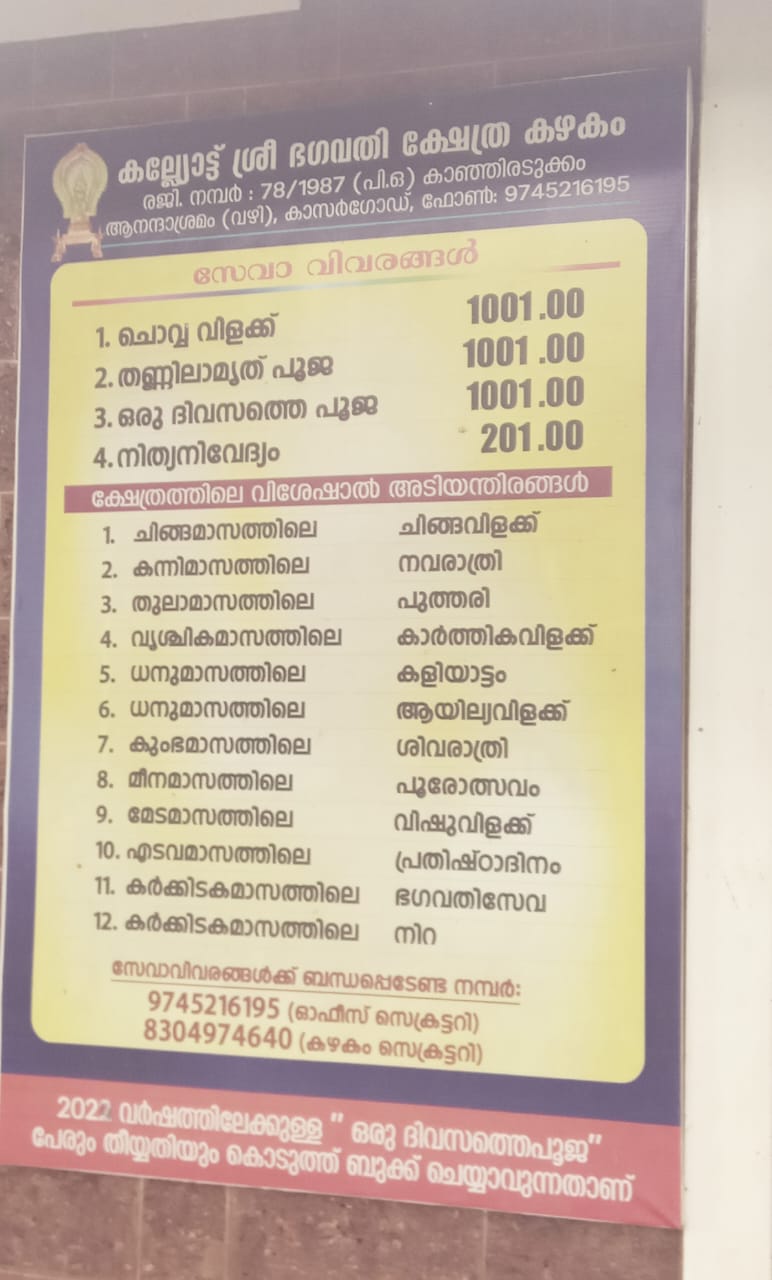 കല്ല്യോട്ട് ശ്രീ ഭഗവതി ക്ഷേത്ര കഴകം
രജി. നമ്പർ : 78/1987 (പി.ഒ) കാഞ്ഞിരടുക്കം
ആനന്ദാശ്രമം (വഴി), കാസർഗോഡ്, ഫോൺ: 9745216195
സേവാ വിവരങ്ങൾ
1. ചൊവ്വ വിളക്ക് 1001.00
2. തണ്ണിലാമൃത് പൂജ 1001.00
3. ഒരു ദിവസത്തെ പൂജ 1001.00
4. നിത്യനിവേദ്യം 201.00
ക്ഷേത്രത്തിലെ വിശേഷാൽ അടിയന്തിരങ്ങൾ
1. ചിങ്ങമാസത്തിലെ ചിങ്ങവിളക്ക്
2. കന്നിമാസത്തിലെ നവരാത്രി
3. തുലാമാസത്തിലെ പുത്തരി
4. വൃശ്ചികമാസത്തിലെ കാർത്തികവിളക്ക്
5. ധനുമാസത്തിലെ കളിയാട്ടം
6. ധനുമാസത്തിലെ ആയില്യവിളക്ക്
7. കുംഭമാസത്തിലെ ശിവരാത്രി
8. മീനമാസത്തിലെ പൂരോത്സവം
9. മേടമാസത്തിലെ വിഷുവിളക്ക്
10. എടവമാസത്തിലെ പ്രതിഷ്ഠാദിനം
11. കർക്കിടകമാസത്തിലെ ഭഗവതിസേവ
12. കർക്കിടകമാസത്തിലെ നിറ
സേവാവിവരങ്ങൾക്ക് ബന്ധപ്പെടേണ്ട നമ്പർ:
9745216195 (ഓഫീസ് സെക്രട്ടറി)
8304974640 (കഴകം സെക്രട്ടറി)
2022 വർഷത്തിലേക്കുള്ള " ഒരു ദിവസത്തെപൂജ"
പേരും തീയ്യതിയും കൊടുത്ത് ബുക്ക് ചെയ്യാവുന്നതാണ്